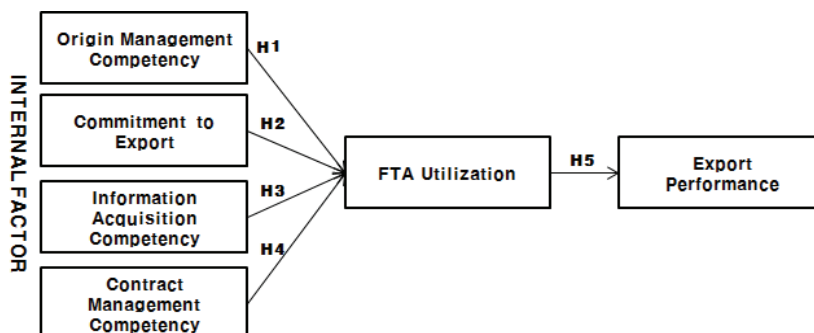 INTERNAL FACTOR
Origin Management
Competency
H1
Commitment to
Export
H2
Information
Acquisition
Competency
H3
Contract
Management
Competency
H4
FTA Utilization
H5
Export
Performance